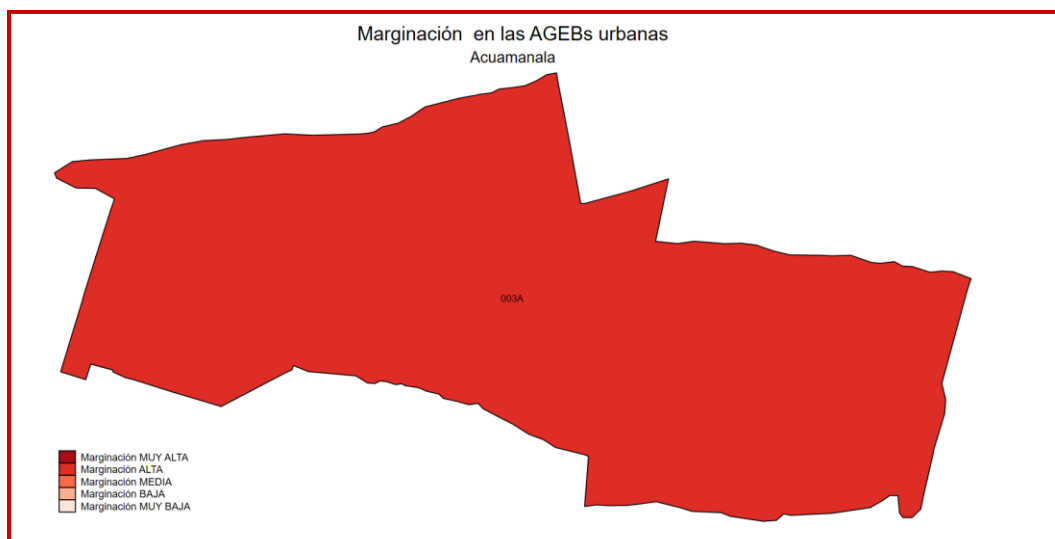 Marginación en las AGEBs urbanas
Acuamanala
003A
Marginación MUY ALTA
Marginación ALTA
Marginación MEDIA
Marginación BAJA
Marginación MUY BAJA